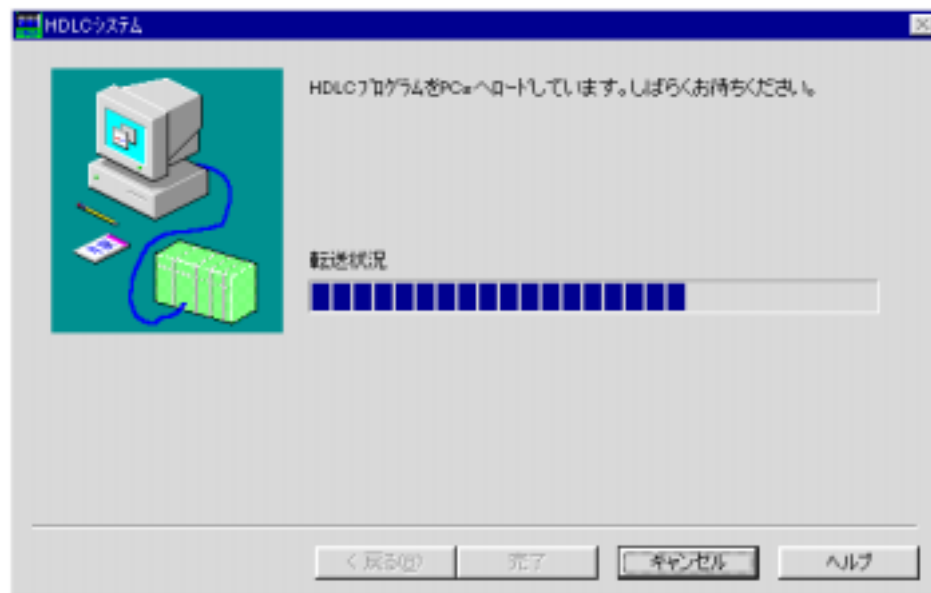 HDLCシステム
HDLCプログラムをPCsへロードしています。しばらくお待ちください。
転送状況
< 戻る(B)
完了
キャンセル
ヘルプ